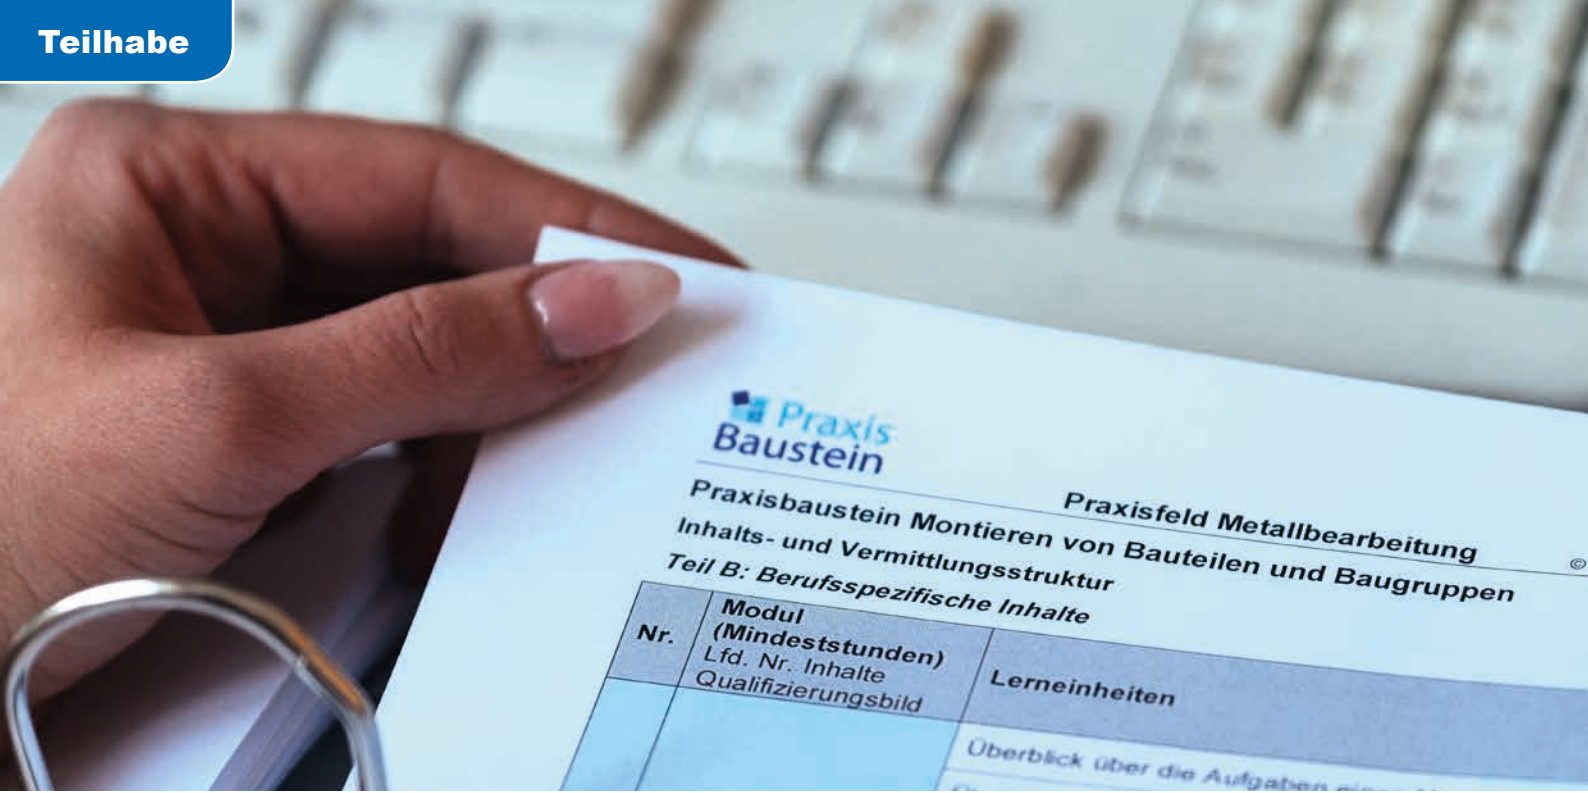 Teilhabe
Praxis
Baustein
Praxisfeld Metallbearbeitung
©
Praxisbaustein Montieren von Bauteilen und Baugruppen
Inhalts- und Vermittlungsstruktur
Teil B: Berufsspezifische Inhalte
Nr.
Modul
(Mindeststunden)
Lfd. Nr. Inhalte
Qualifizierungsbild
Lerneinheiten
Überblick über die Aufgaben